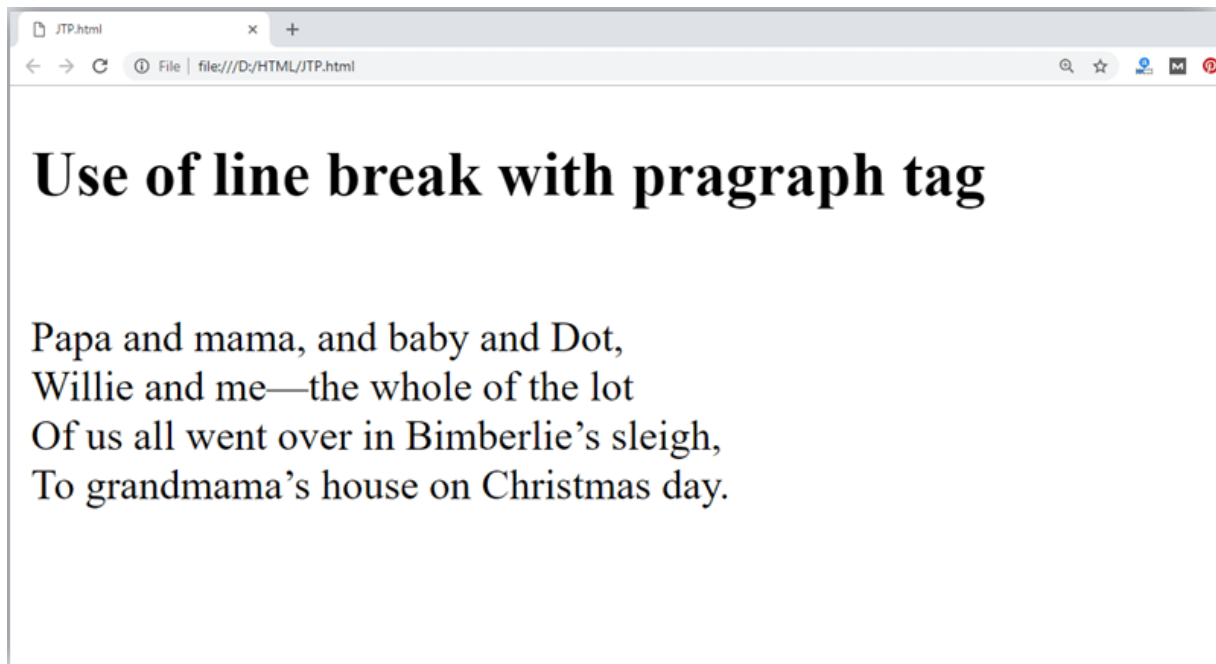 JTP.html
File | file:///D:/HTML/JTP.html
Use of line break with pragraph tag
Papa and mama, and baby and Dot,
Willie and me—the whole of the lot
Of us all went over in Bimberlie’s sleigh,
To grandmama’s house on Christmas day.